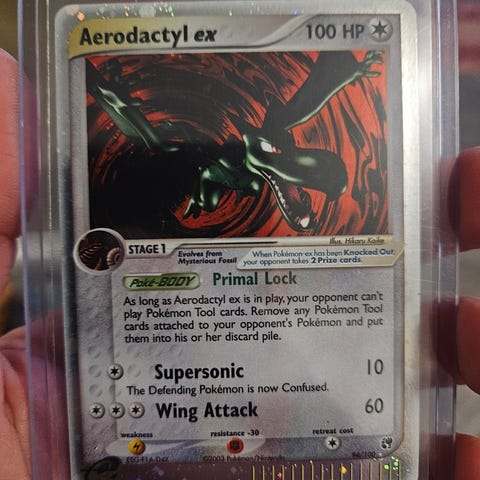 Aerodactyl ex 100 HP
Illus. Hikaru Koike
STAGE 1
Evolves from
Mysterious Fossil
When Pokémon-ex has been Knocked Out,
your opponent takes 2 Prize cards.
Poké-BODY Primal Lock
As long as Aerodactyl ex is in play, your opponent can't
play Pokémon Tool cards. Remove any Pokémon Tool
cards attached to your opponent's Pokémon and put
them into his or her discard pile.
Supersonic 10
The Defending Pokémon is now Confused.
Wing Attack 60
weakness resistance -30 retreat cost
©2003 Pokémon/Nintendo 94/100